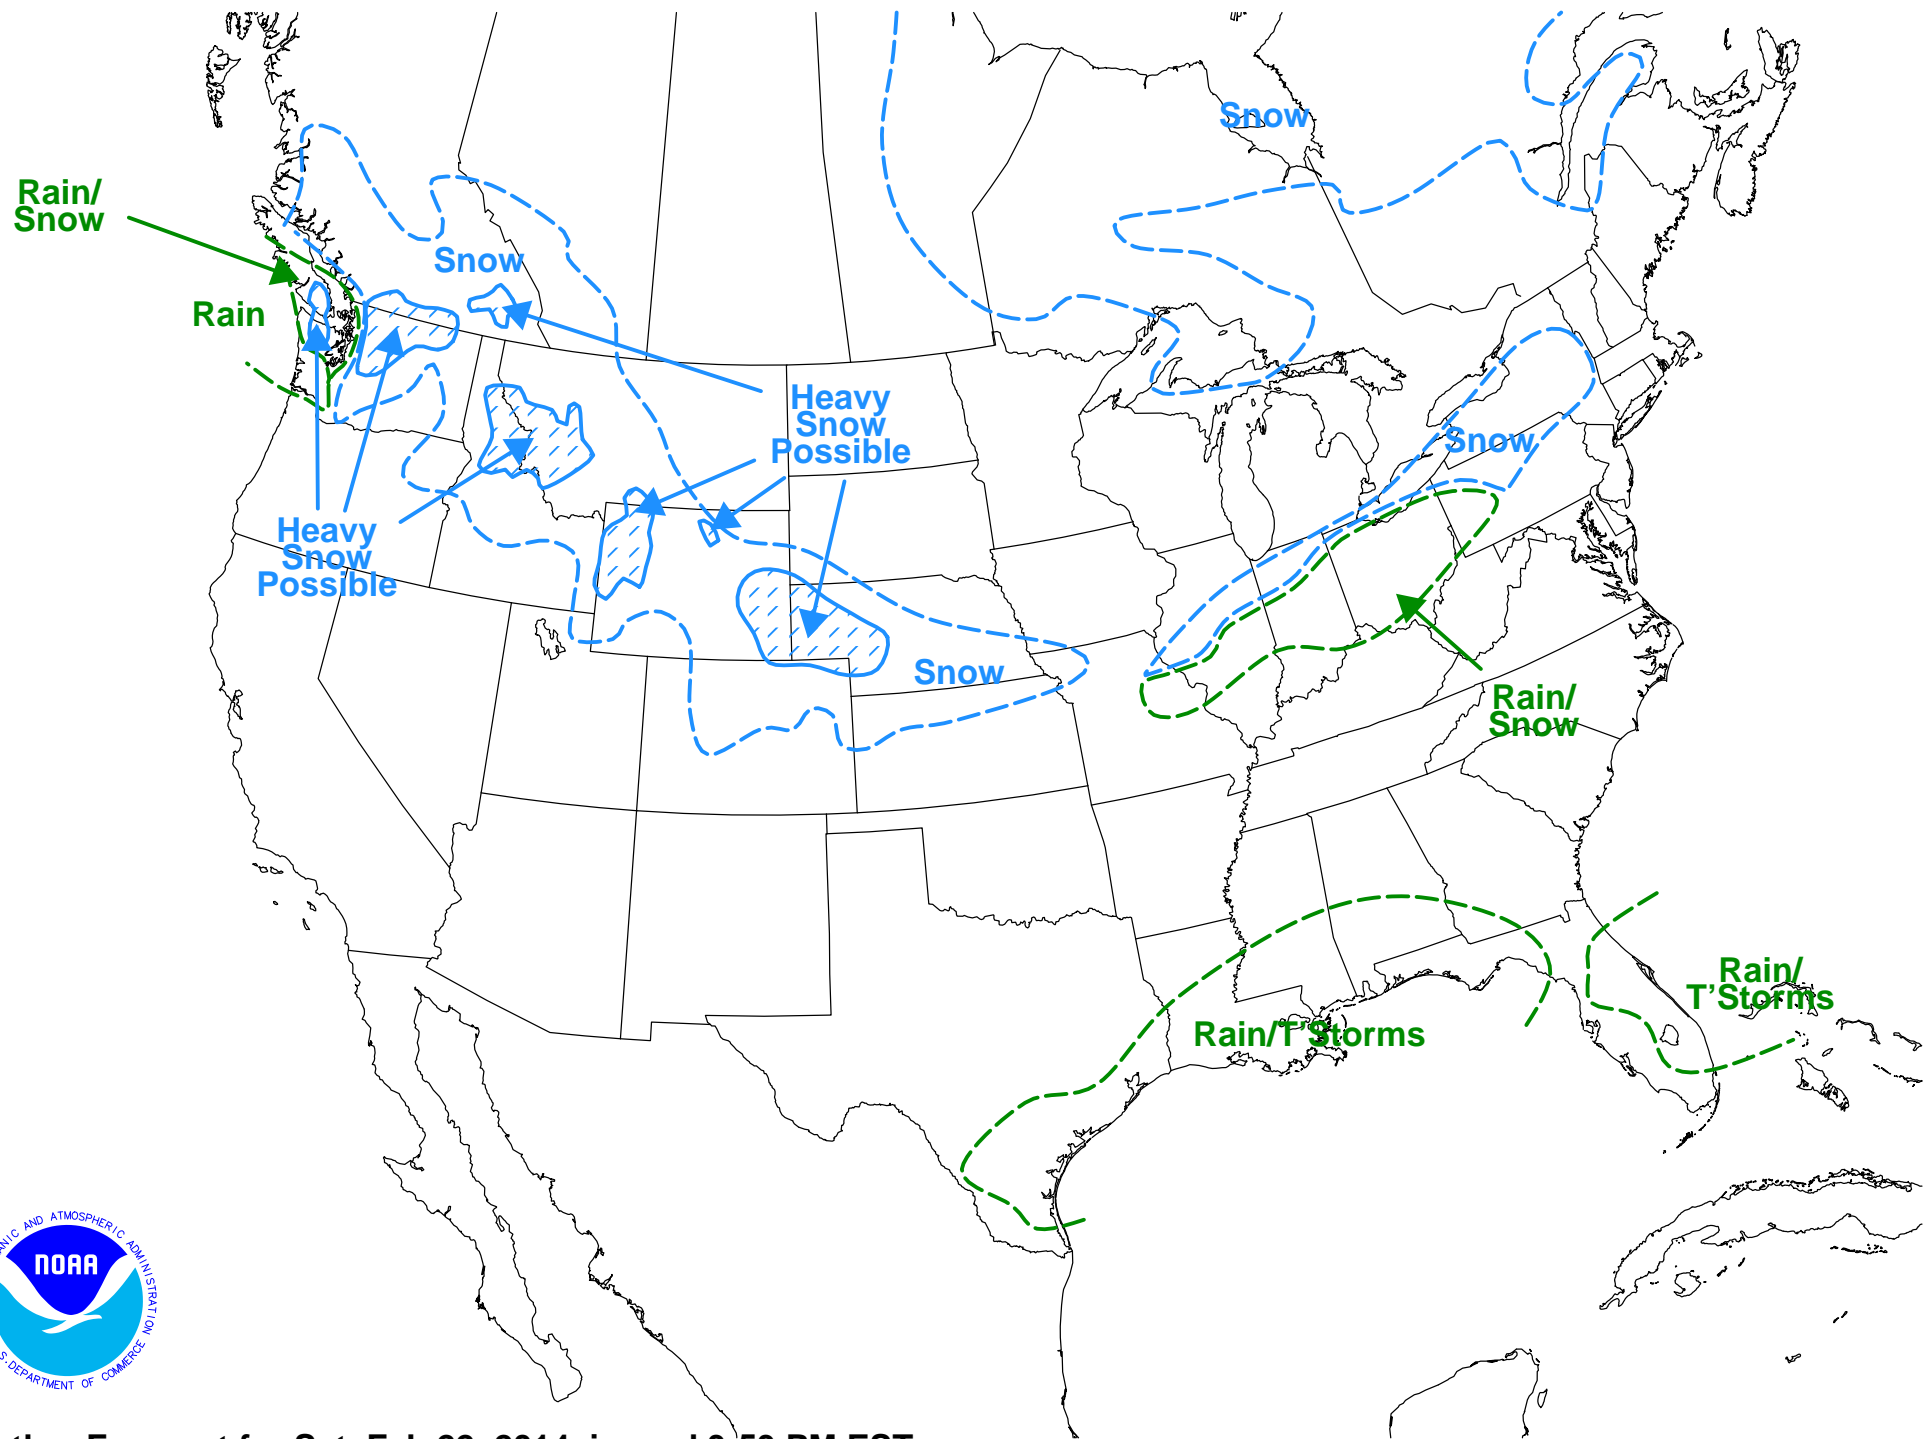 Snow
Rain/
Snow
Snow
Rain
Heavy
Snow
Possible
Snow
Heavy
Snow
Possible
Snow
Rain/
Snow
Rain/
T'Storms
Rain/T'Storms
AND ATMOSPHERIC ADMINISTRATION
NOAA
DEPARTMENT OF COMMERCE